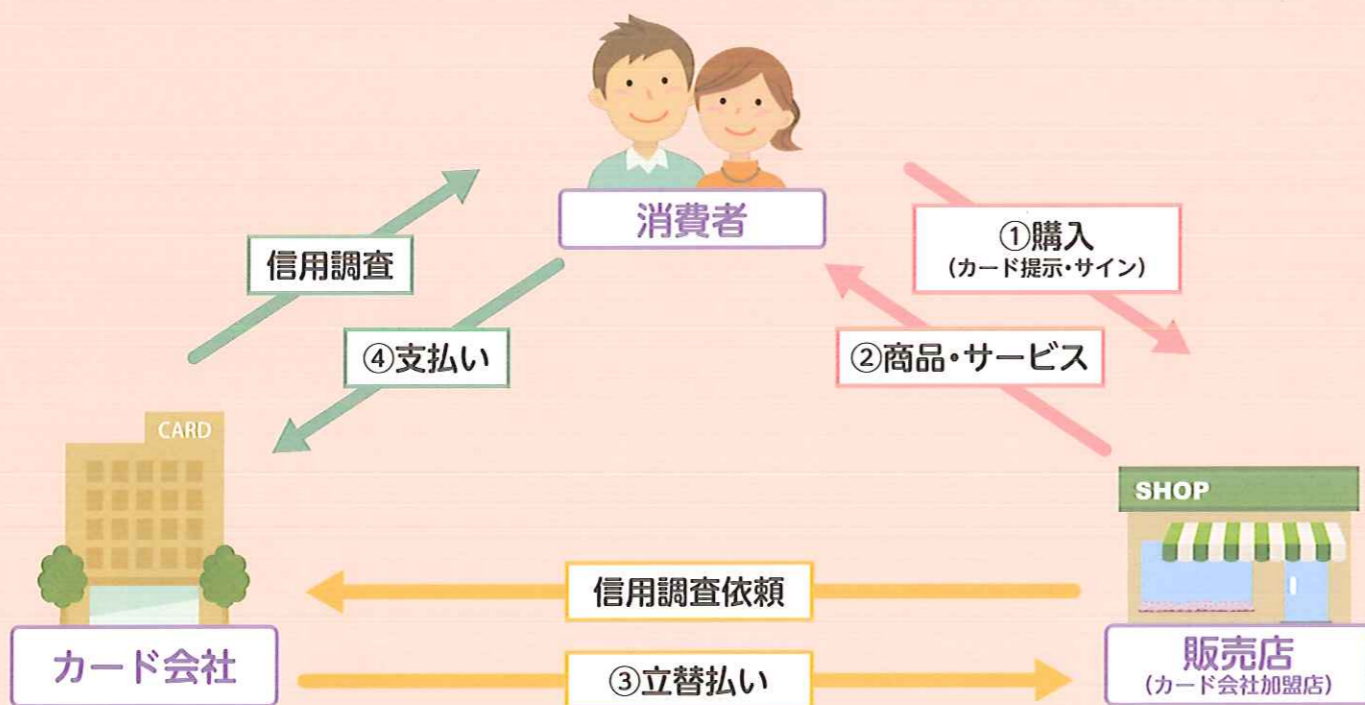 消費者
①購入
(カード提示・サイン)
信用調査
④支払い
②商品・サービス
CARD
SHOP
信用調査依頼
カード会社
③立替払い
販売店
(カード会社加盟店)